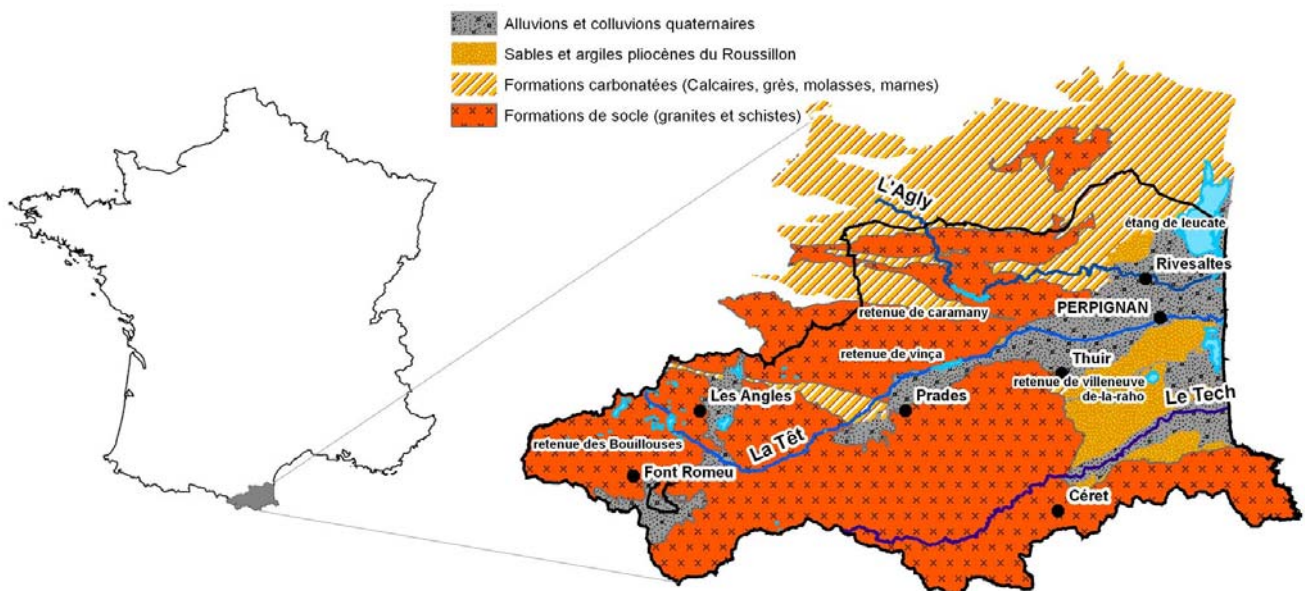 Alluvions et colluvions quaternaires
Sables et argiles pliocènes du Roussillon
Formations carbonatées (Calcaires, grès, molasses, marnes)
Formations de socle (granites et schistes)
L'Agly
étang de leucate
Rivesaltes
retenue de caramany
PERPIGNAN
retenue de vinça
Thuir
retenue de villeneuve
de-la-raho
Les Angles
Prades
Le Tech
retenue des Bouillouses
La Têt
Font Romeu
Céret